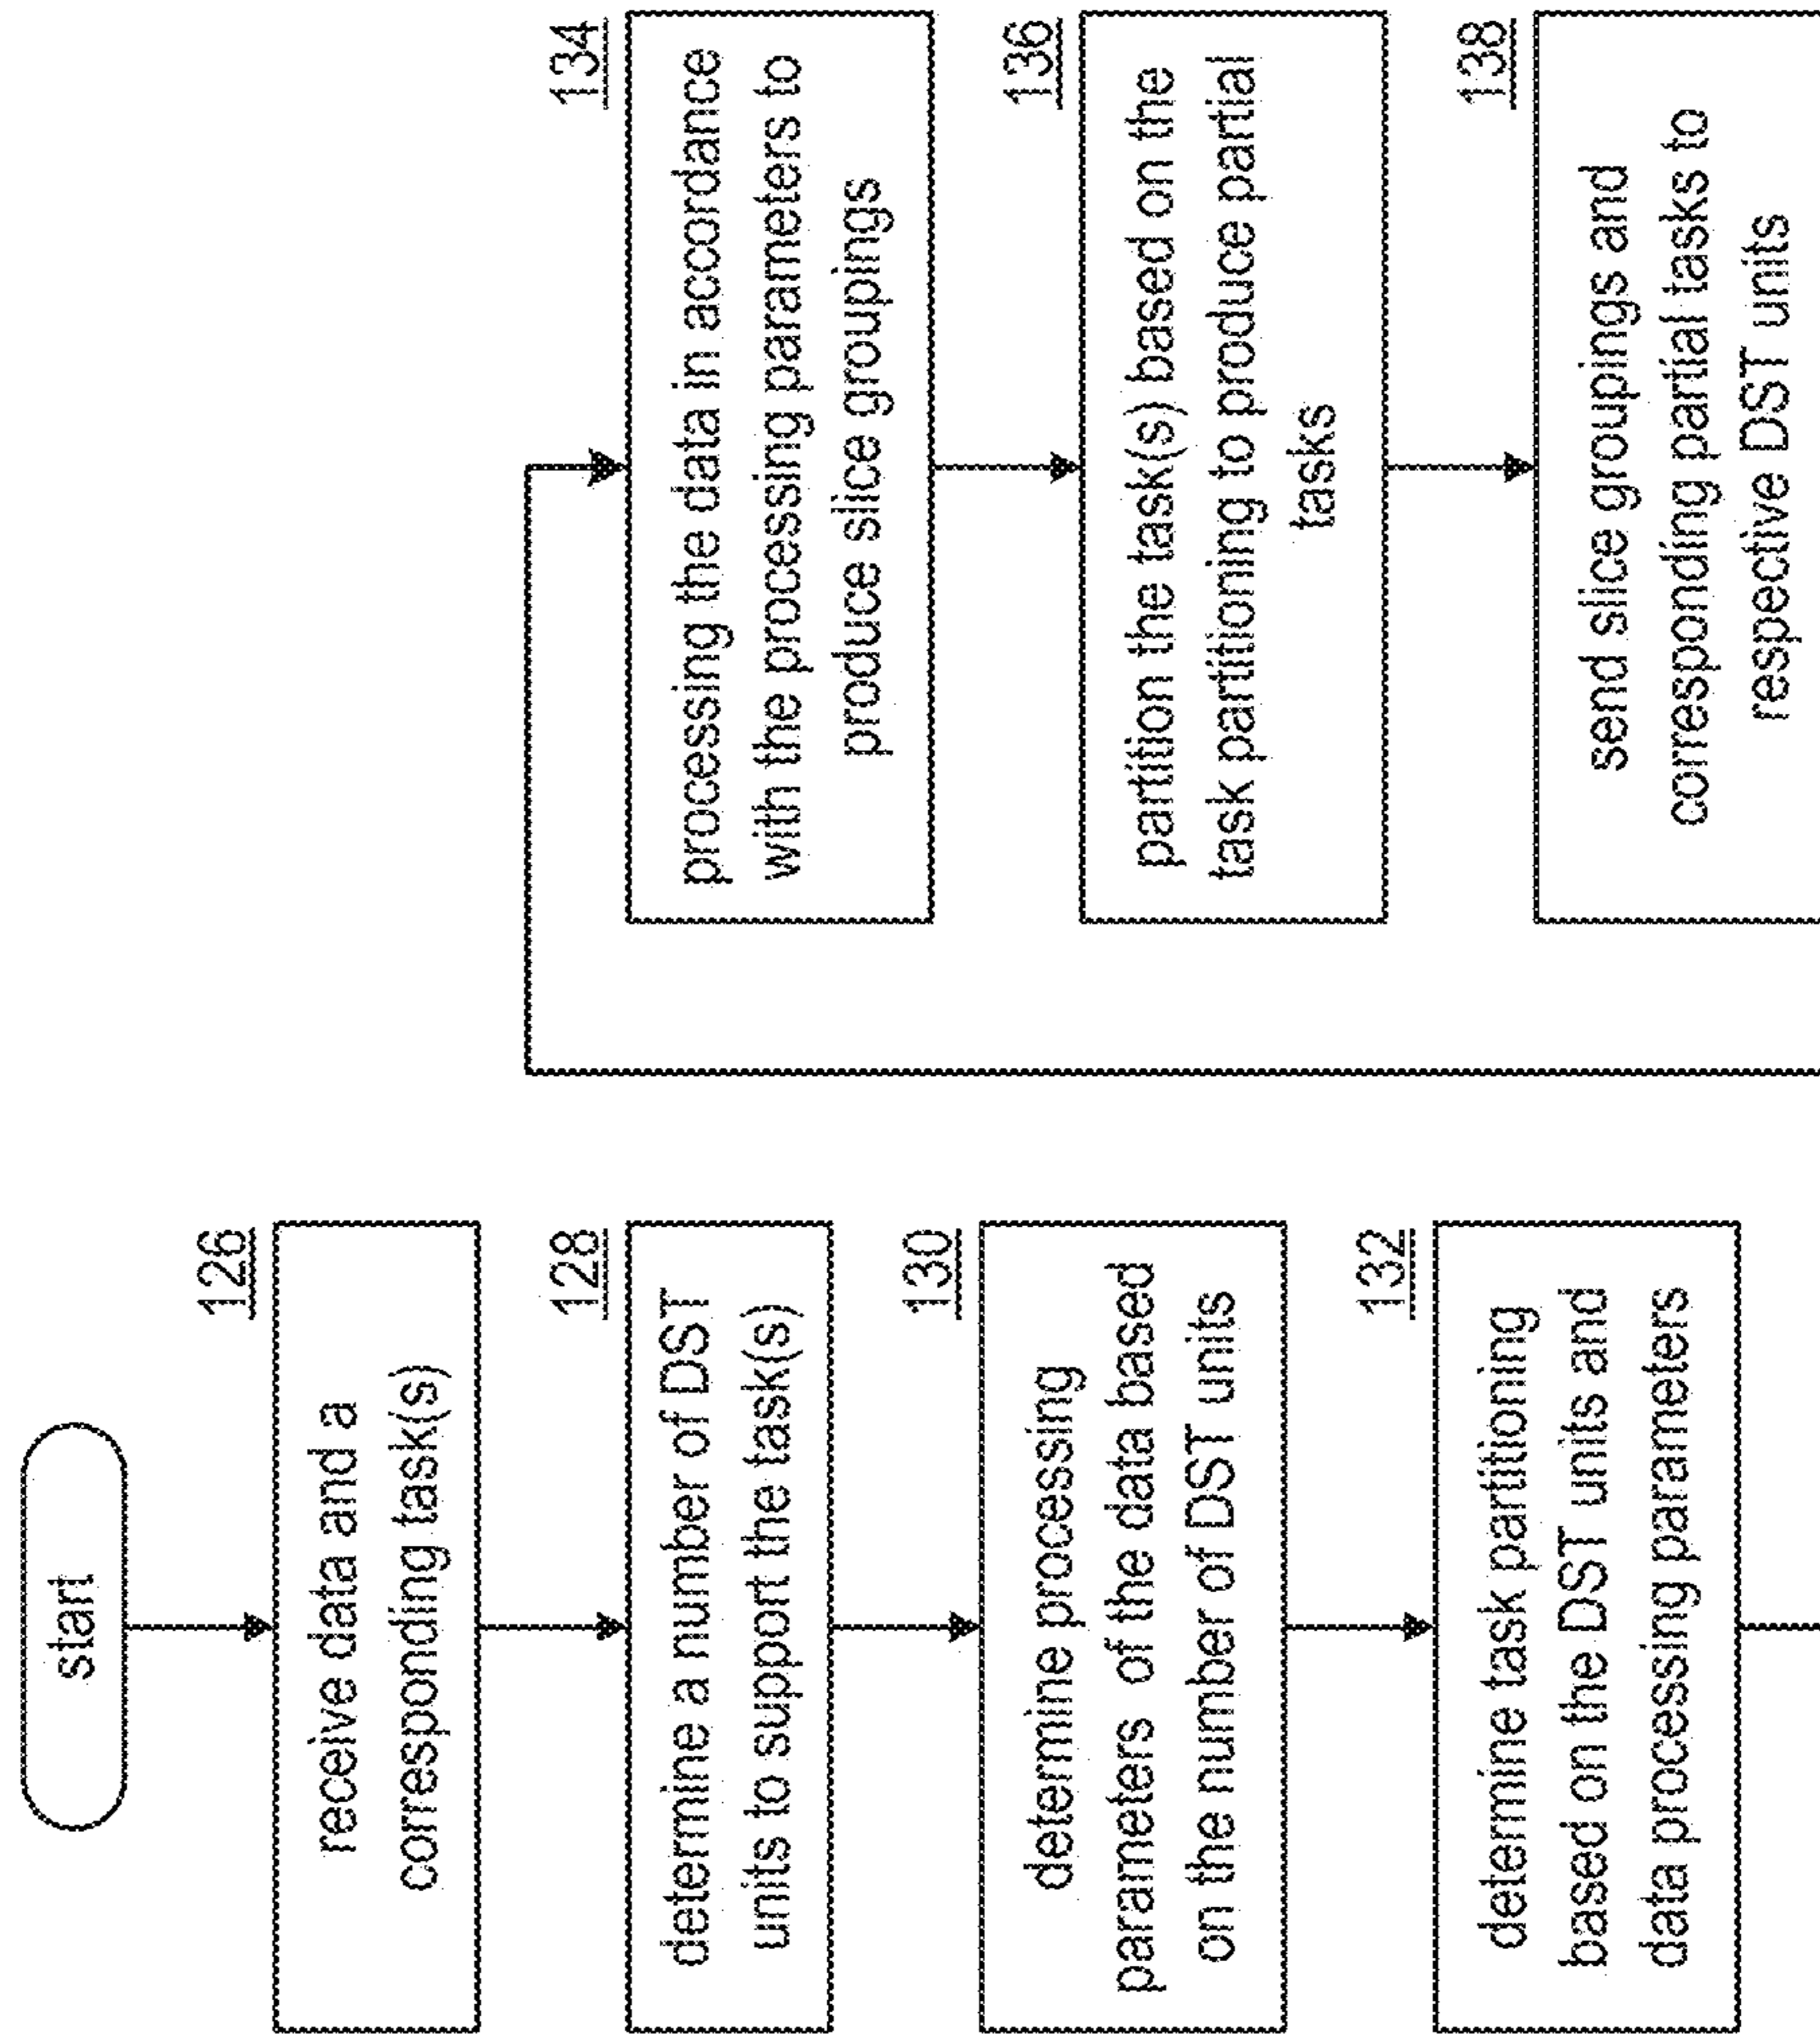 start
126
receive data and a
corresponding task(s)
128
determine a number of DST
units to support the task(s)
130
determine processing
parameters of the data based
on the number of DST units
132
determine task partitioning
based on the DST units and
data processing parameters
134
processing the data in accordance
with the processing parameters to
produce slice groupings
136
partition the task(s) based on the
task partitioning to produce partial
tasks
138
send slice groupings and
corresponding partial tasks to
respective DST units